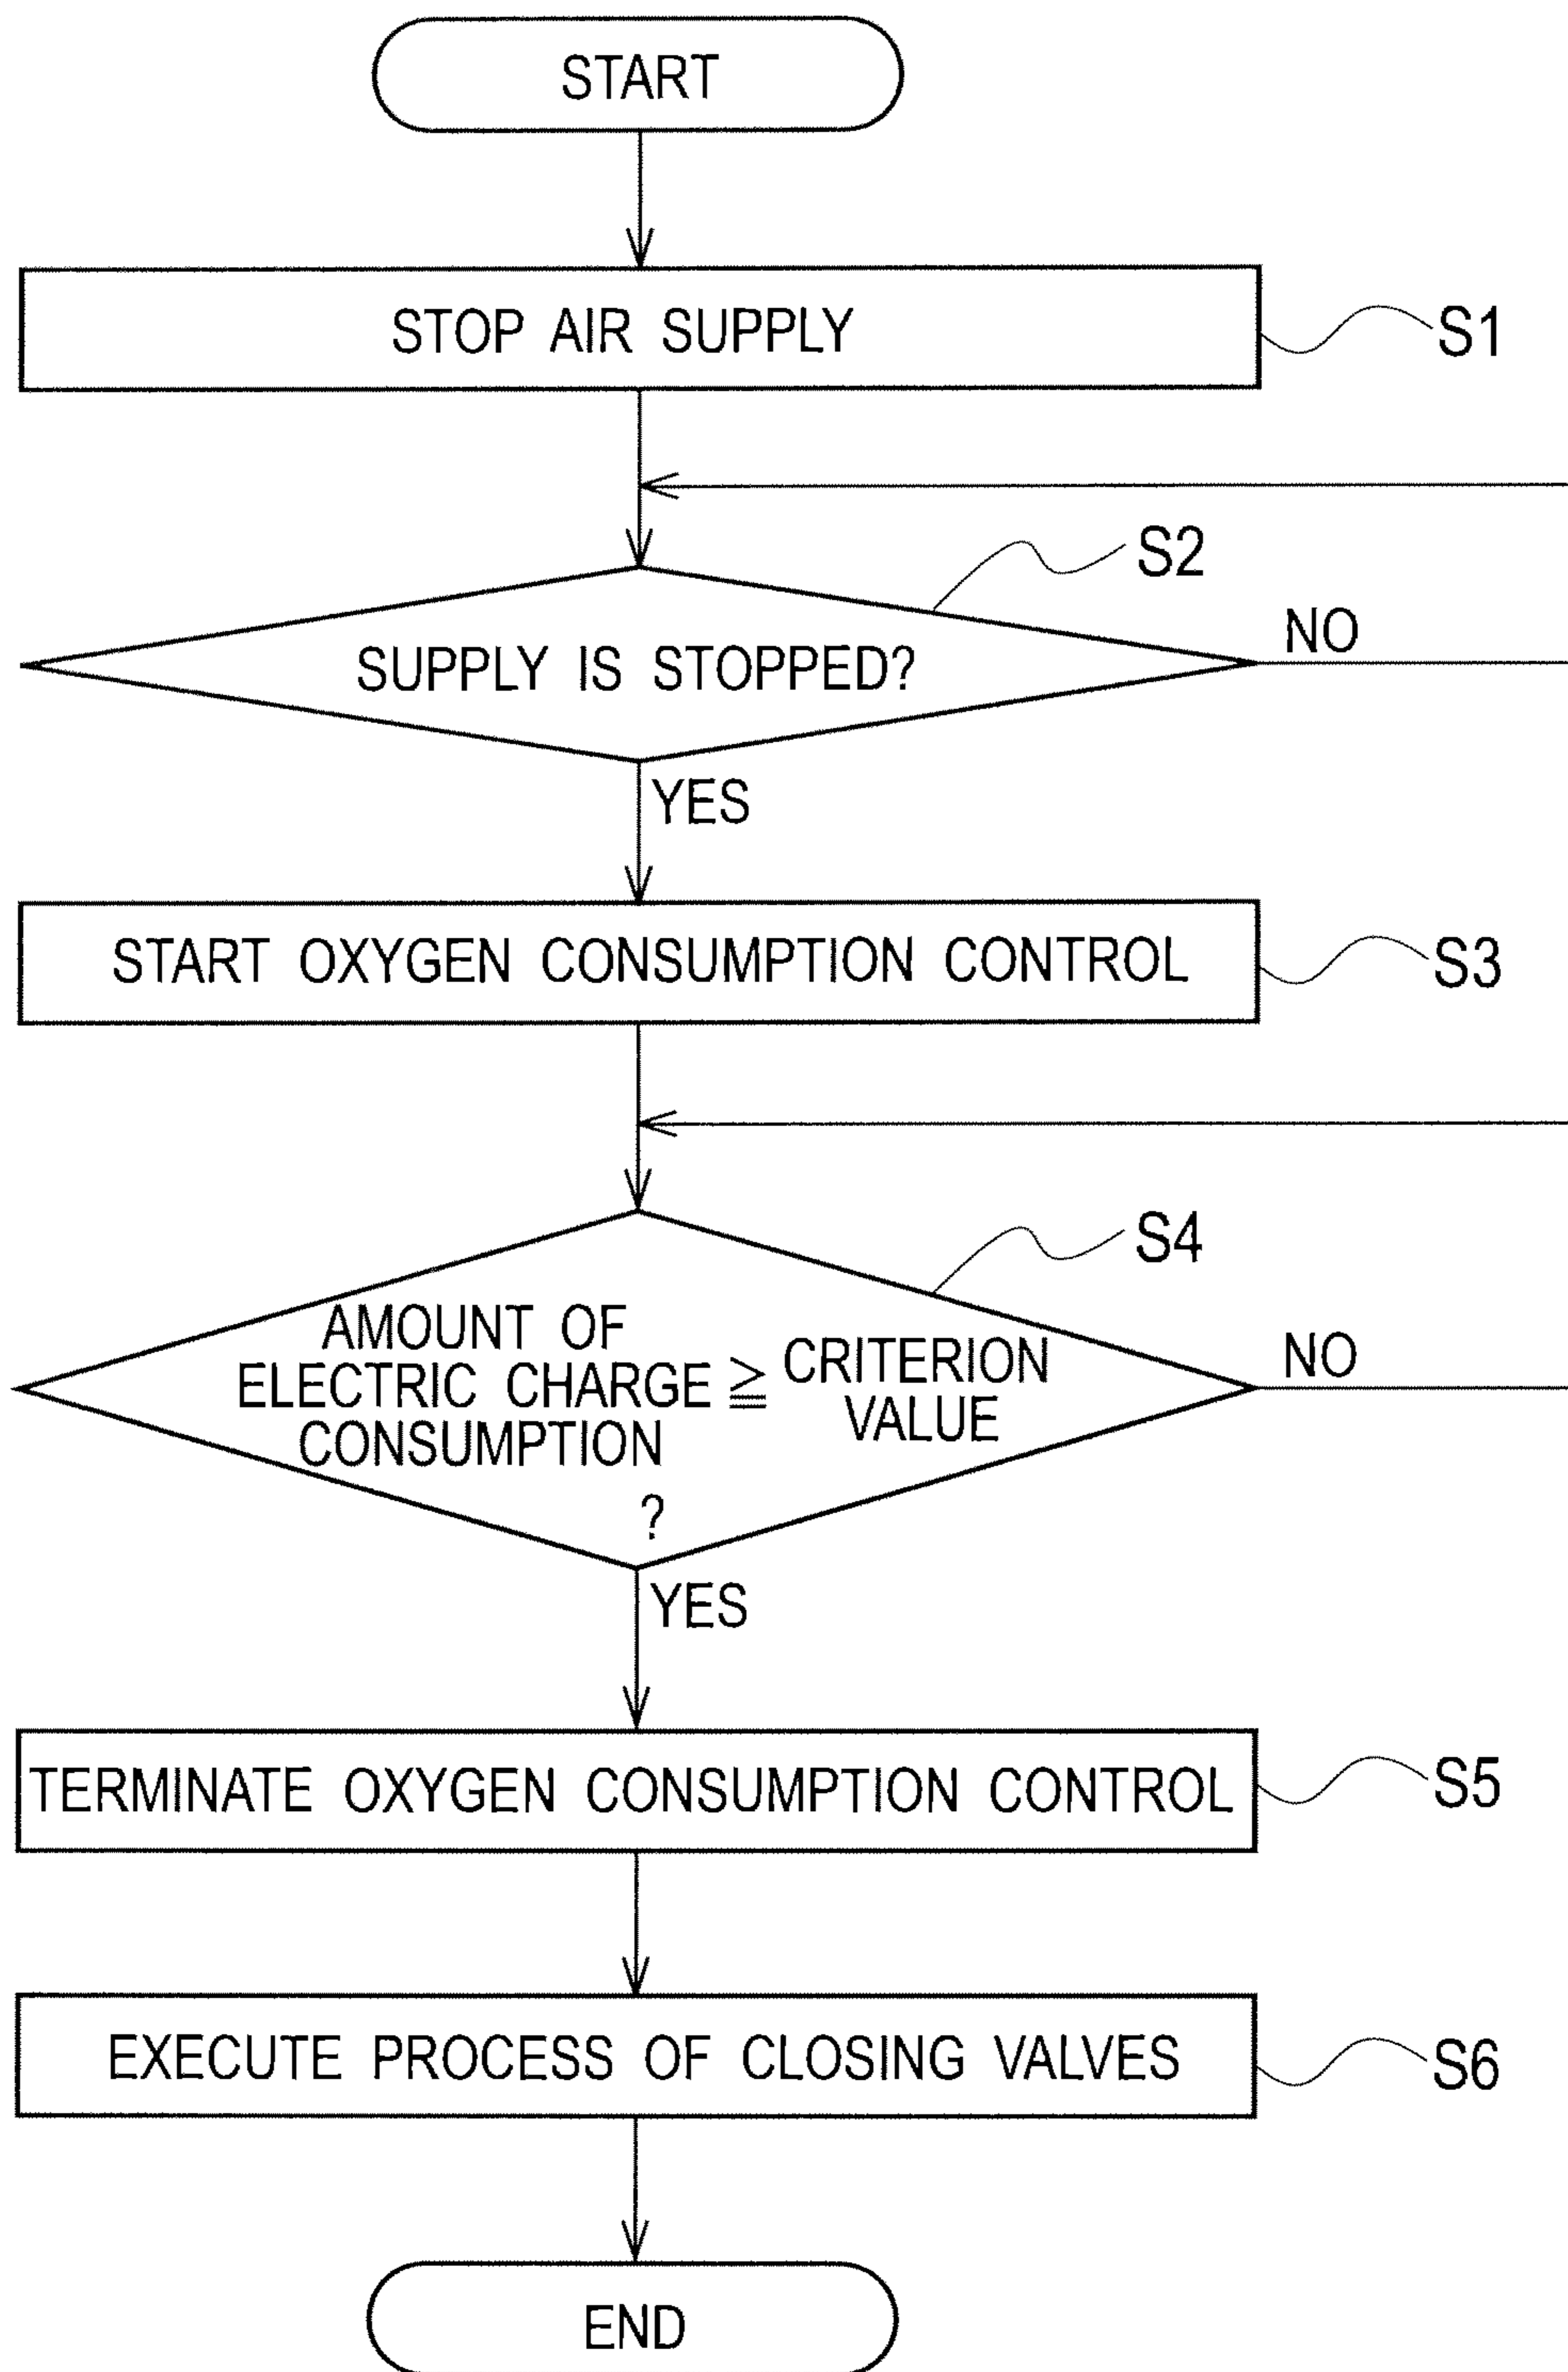 START
STOP AIR SUPPLY
S1
S2
SUPPLY IS STOPPED?
NO
YES
START OXYGEN CONSUMPTION CONTROL
S3
S4
AMOUNT OF
ELECTRIC CHARGE ≧ CRITERION
CONSUMPTION VALUE
?
NO
YES
TERMINATE OXYGEN CONSUMPTION CONTROL
S5
EXECUTE PROCESS OF CLOSING VALVES
S6
END